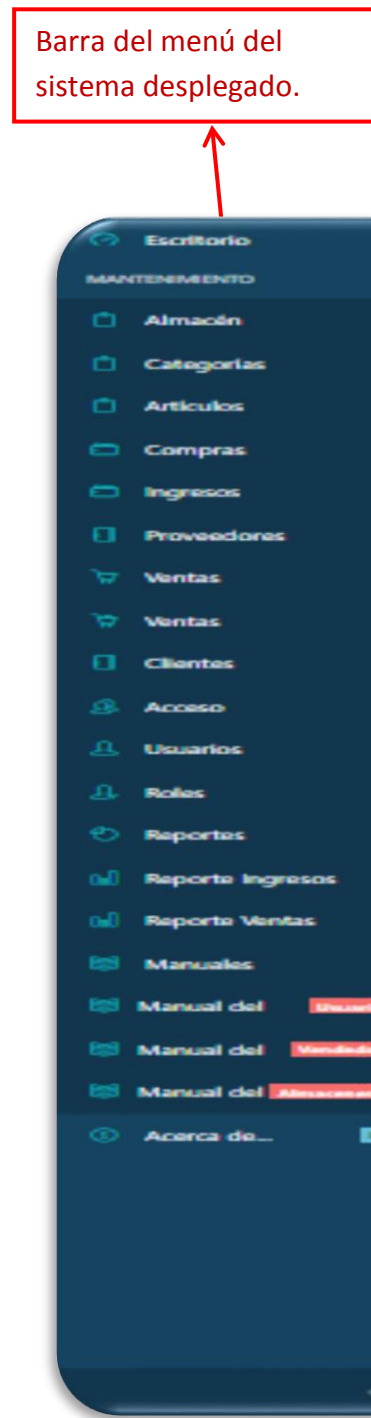 Barra del menú del
sistema desplegado.
Escritorio
MANTENIMIENTO
Almacén
Categorías
Artículos
Compras
Ingresos
Proveedores
Ventas
Ventas
Clientes
Acceso
Usuarios
Roles
Reportes
Reporte Ingresos
Reporte Ventas
Manuales
Manual del
Manual del
Manual del
Acerca de...